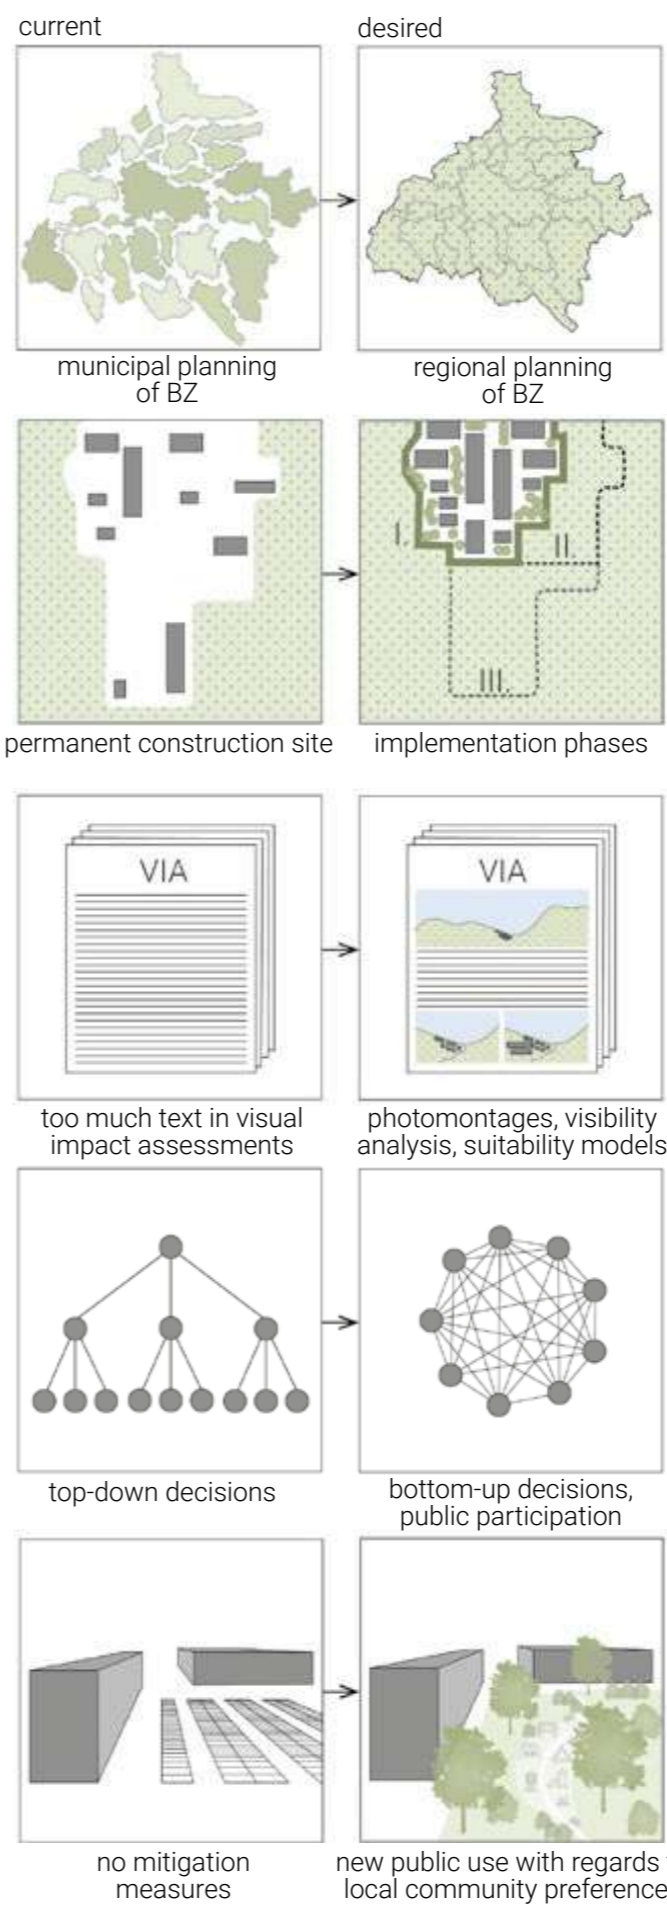 current
desired
municipal planning
of BZ
regional planning
of BZ
I.
II.
III.
permanent construction site
implementation phases
VIA
VIA
too much text in visual
impact assessments
photomontages, visibility
analysis, suitability models
top-down decisions
bottom-up decisions,
public participation
no mitigation
measures
new public use with regards
local community preference